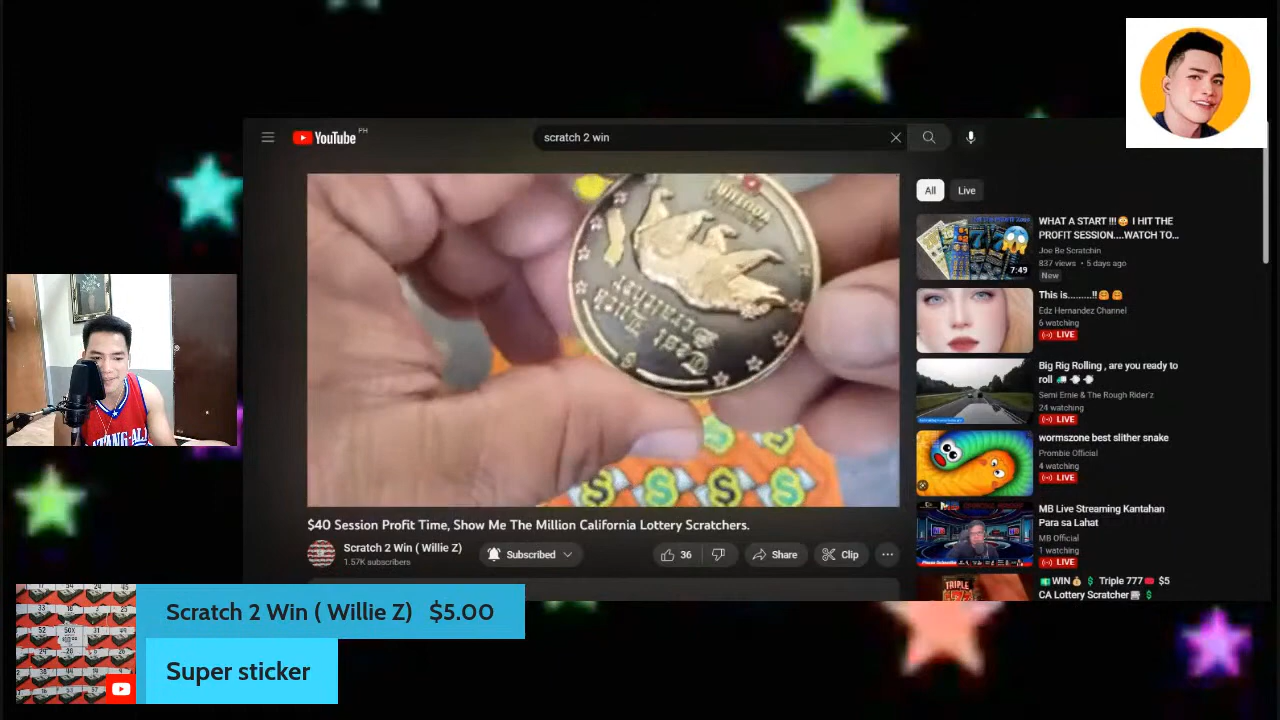 YouTube PH
scratch 2 win
All
Live
7:49
WHAT A START !!!😳 I HIT THE
PROFIT SESSION....WATCH TO...
Joe Be Scratchin
837 views • 5 days ago
New
This is.........!!🤗🤗
Edz Hernandez Channel
6 watching
LIVE
Big Rig Rolling , are you ready to
roll 🚛 💨 💨
Semi Ernie & The Rough Rider'z
24 watching
LIVE
wormszone best slither snake
Prombie Official
4 watching
LIVE
MB Live Streaming Kantahan
Para sa Lahat
MB Official
1 watching
LIVE
TRIPLE
💵WIN💰💲 Triple 777🎟 $5
CA Lottery Scratcher🎰 💲
$40 Session Profit Time, Show Me The Million California Lottery Scratchers.
Scratch 2 Win ( Willie Z)
1.57K subscribers
Subscribed
36
Share
Clip
Scratch 2 Win ( Willie Z) $5.00
Super sticker